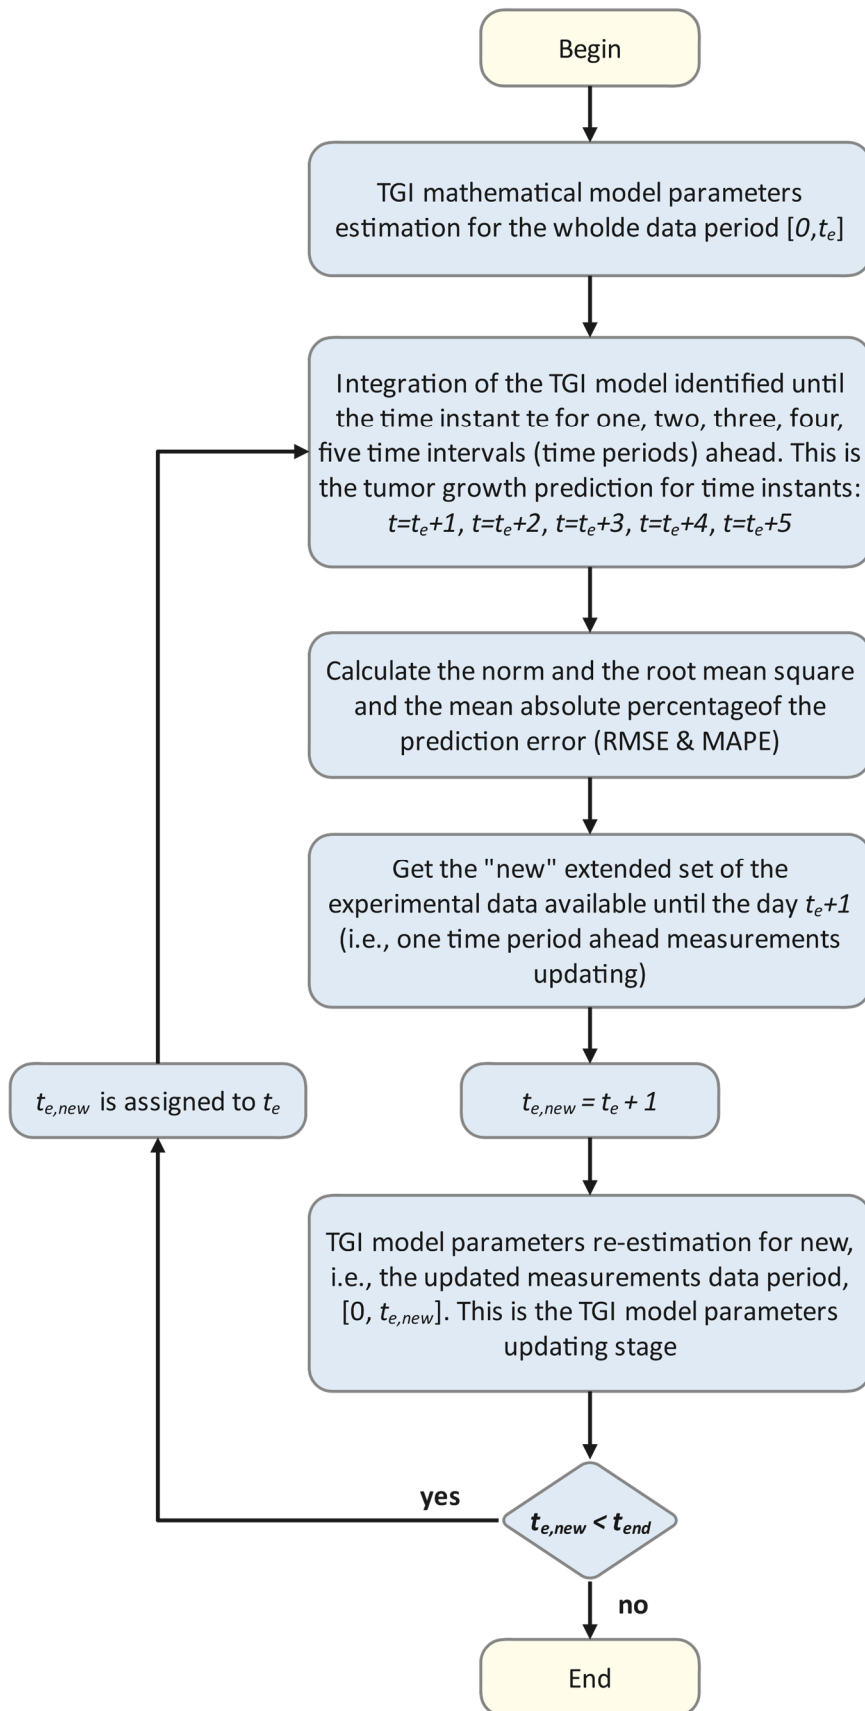 Begin
TGI mathematical model parameters
estimation for the wholde data period [0,te]
Integration of the TGI model identified until
the time instant te for one, two, three, four,
five time intervals (time periods) ahead. This is
the tumor growth prediction for time instants:
t=te+1, t=te+2, t=te+3, t=te+4, t=te+5
Calculate the norm and the root mean square
and the mean absolute percentageof the
prediction error (RMSE & MAPE)
Get the "new" extended set of the
experimental data available until the day te+1
(i.e., one time period ahead measurements
updating)
te,new is assigned to te
te,new = te + 1
TGI model parameters re-estimation for new,
i.e., the updated measurements data period,
[0, te,new]. This is the TGI model parameters
updating stage
yes
te,new < tend
no
End